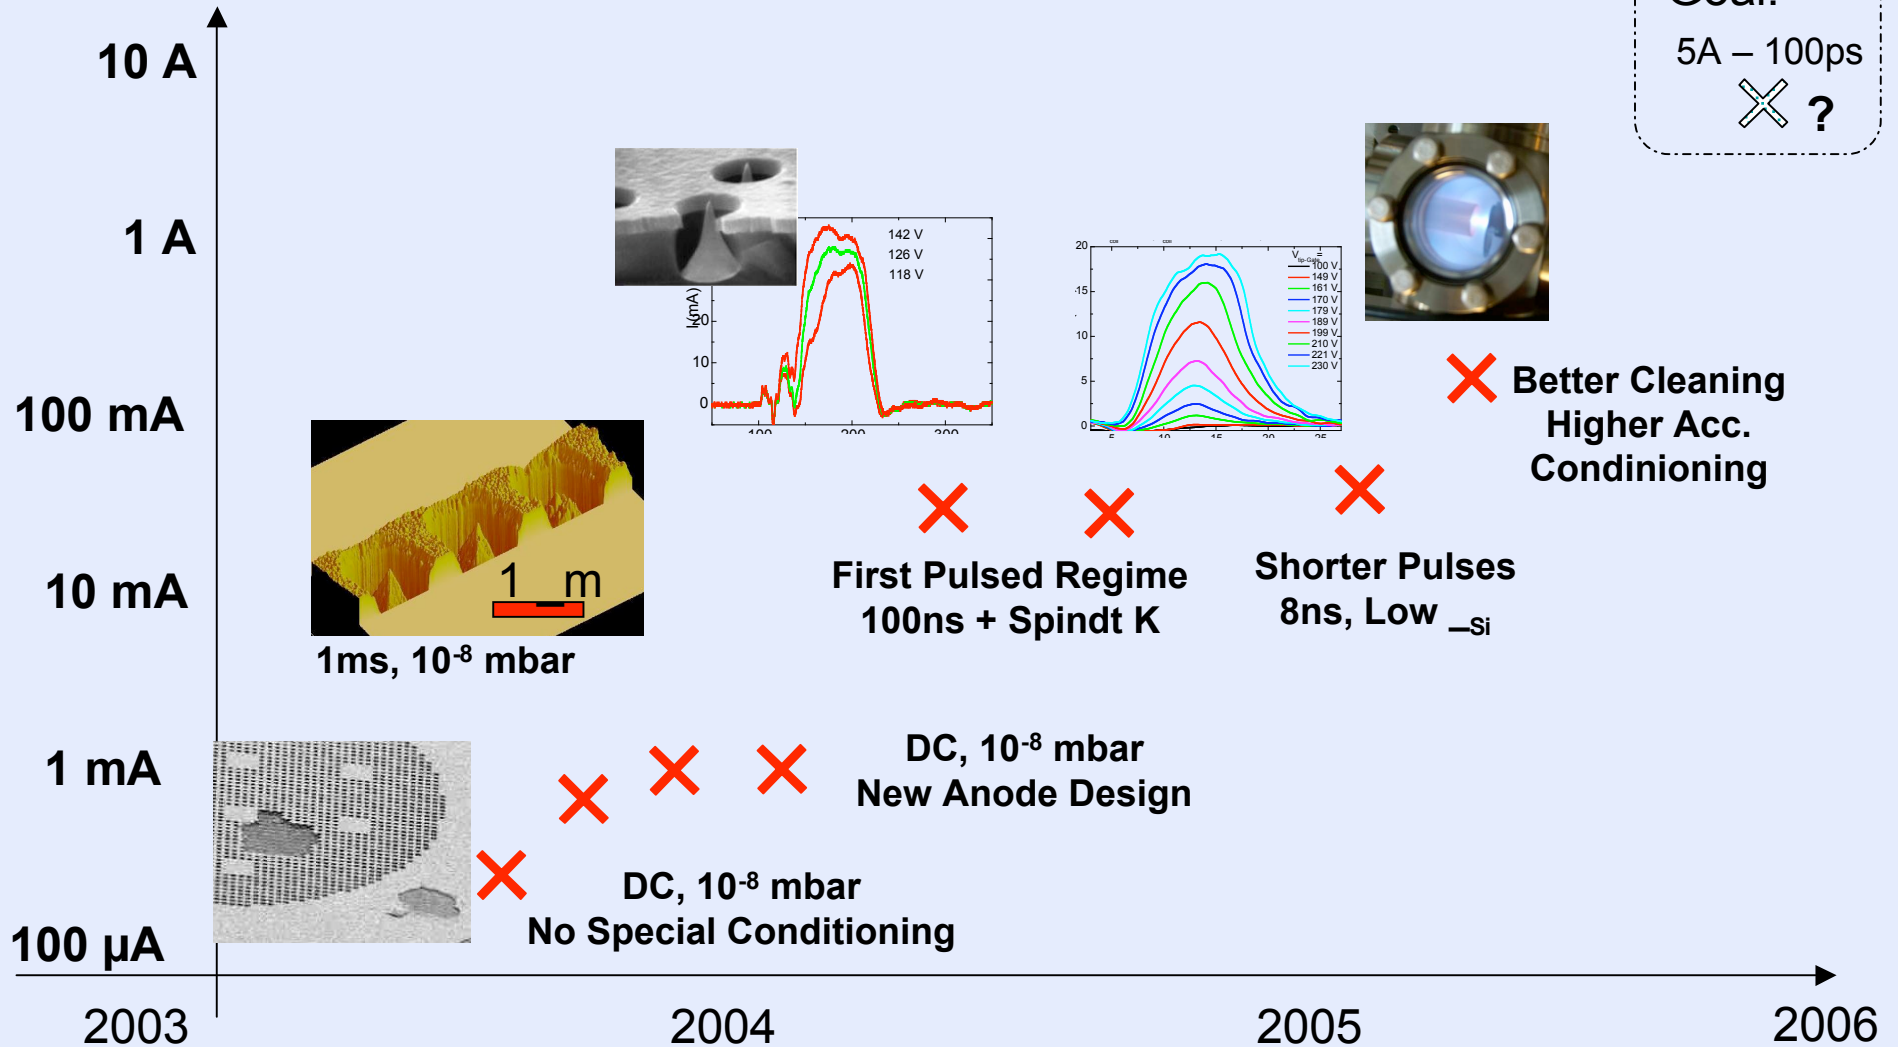 Goal:
5A – 100ps
?
10 A
1 A
100 mA
10 mA
1 mA
100 µA
142 V
126 V
118 V
I (mA)
20
10
0
100 200 300
20
15
10
5
0
5 10 15 20 25
V tip-Gate =
100 V
149 V
161 V
170 V
179 V
189 V
199 V
210 V
221 V
230 V
Better Cleaning
Higher Acc.
Condinioning
1 m
1ms, 10-8 mbar
First Pulsed Regime
100ns + Spindt K
Shorter Pulses
8ns, Low _Si
DC, 10-8 mbar
New Anode Design
DC, 10-8 mbar
No Special Conditioning
2003 2004 2005 2006